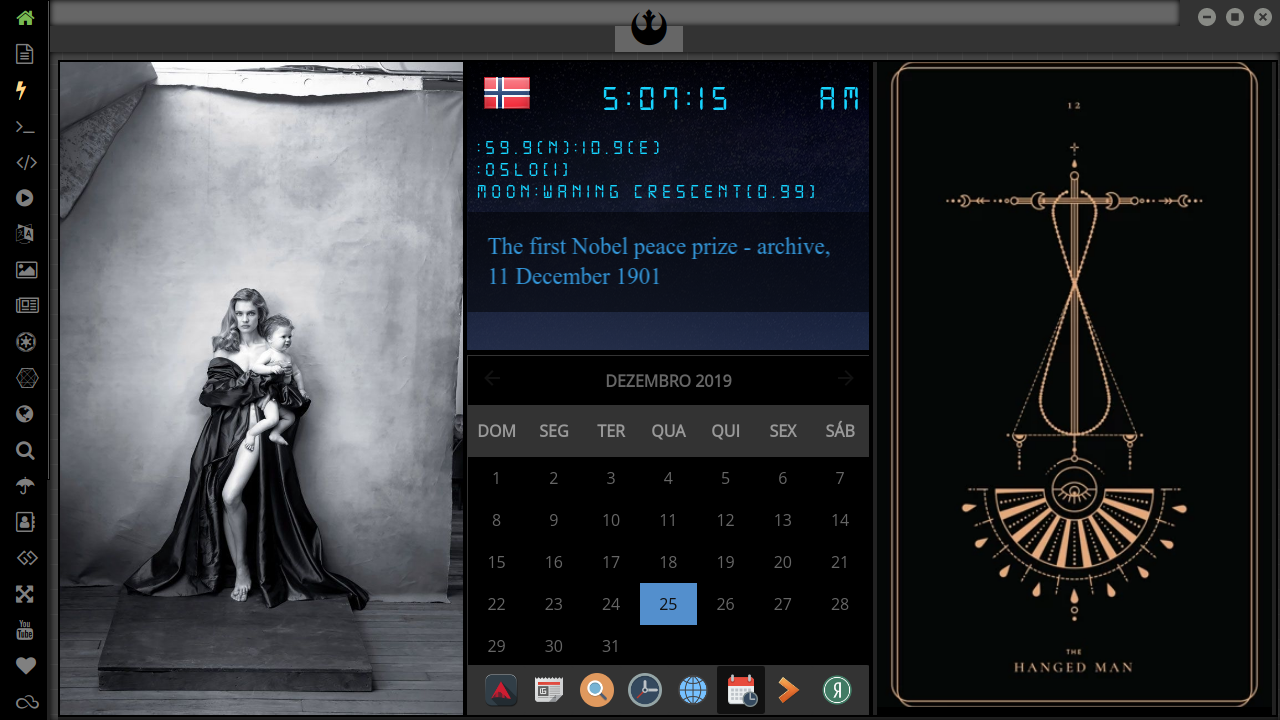 5:07:15 AM
:59.9(N):10.9(E)
:OSLO(1)
MOON:WANING CRESCENT(0.99)
The first Nobel peace prize - archive,
11 December 1901
DEZEMBRO 2019
DOM SEG TER QUA QUI SEX SÁB
1 2 3 4 5 6 7
8 9 10 11 12 13 14
15 16 17 18 19 20 21
22 23 24 25 26 27 28
29 30 31
12
THE
HANGED MAN
You
Tube
Я